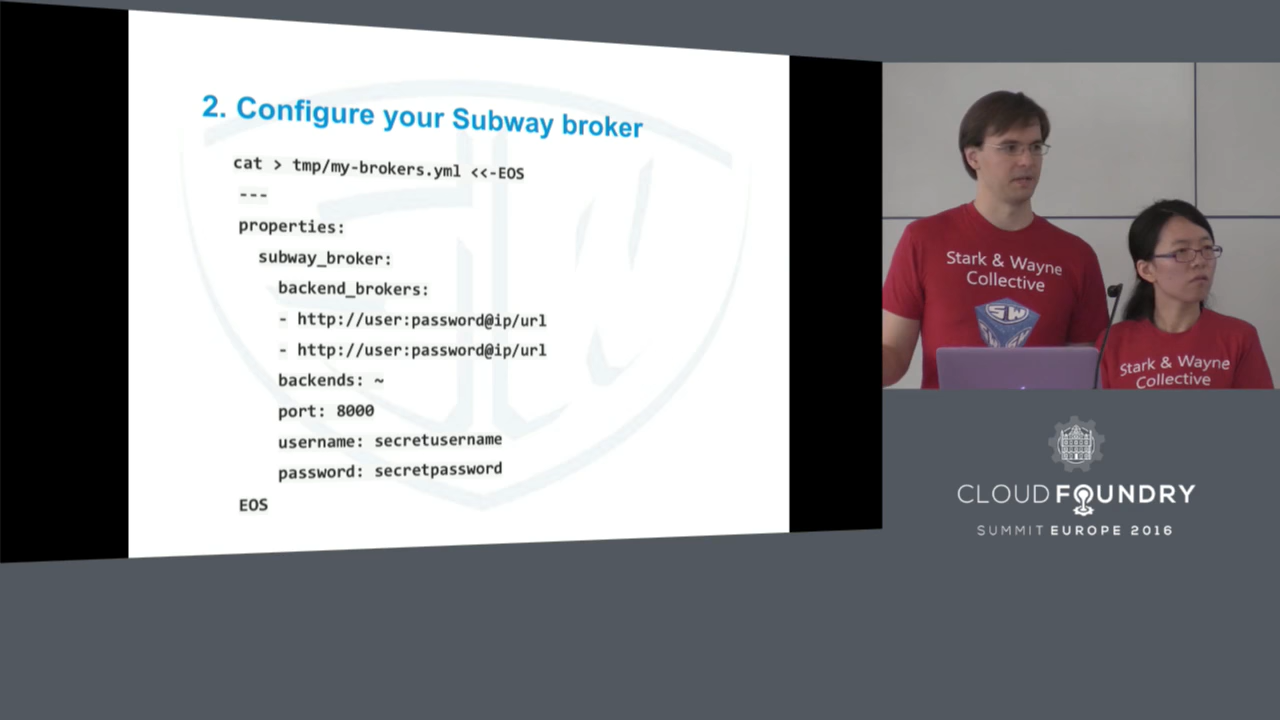 2. Configure your Subway broker
cat > tmp/my-brokers.yml <<-EOS
---
properties:
subway_broker:
backend_brokers:
- http://user:password@ip/url
- http://user:password@ip/url
backends: ~
port: 8000
username: secretusername
password: secretpassword
EOS
Stark & Wayne
Collective
SW
Stark & Wayne
Collective
CLOUD FOUNDRY
SUMMIT EUROPE 2016